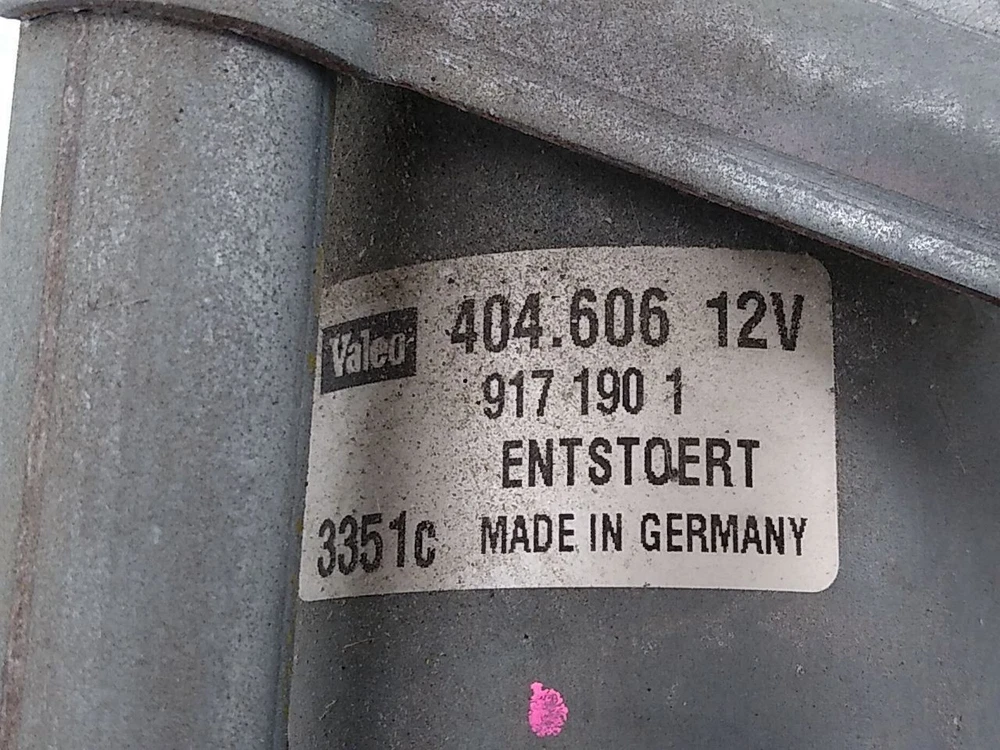 Valeo 404.606 12V
917 190 1
ENTSTOERT
3351c MADE IN GERMANY